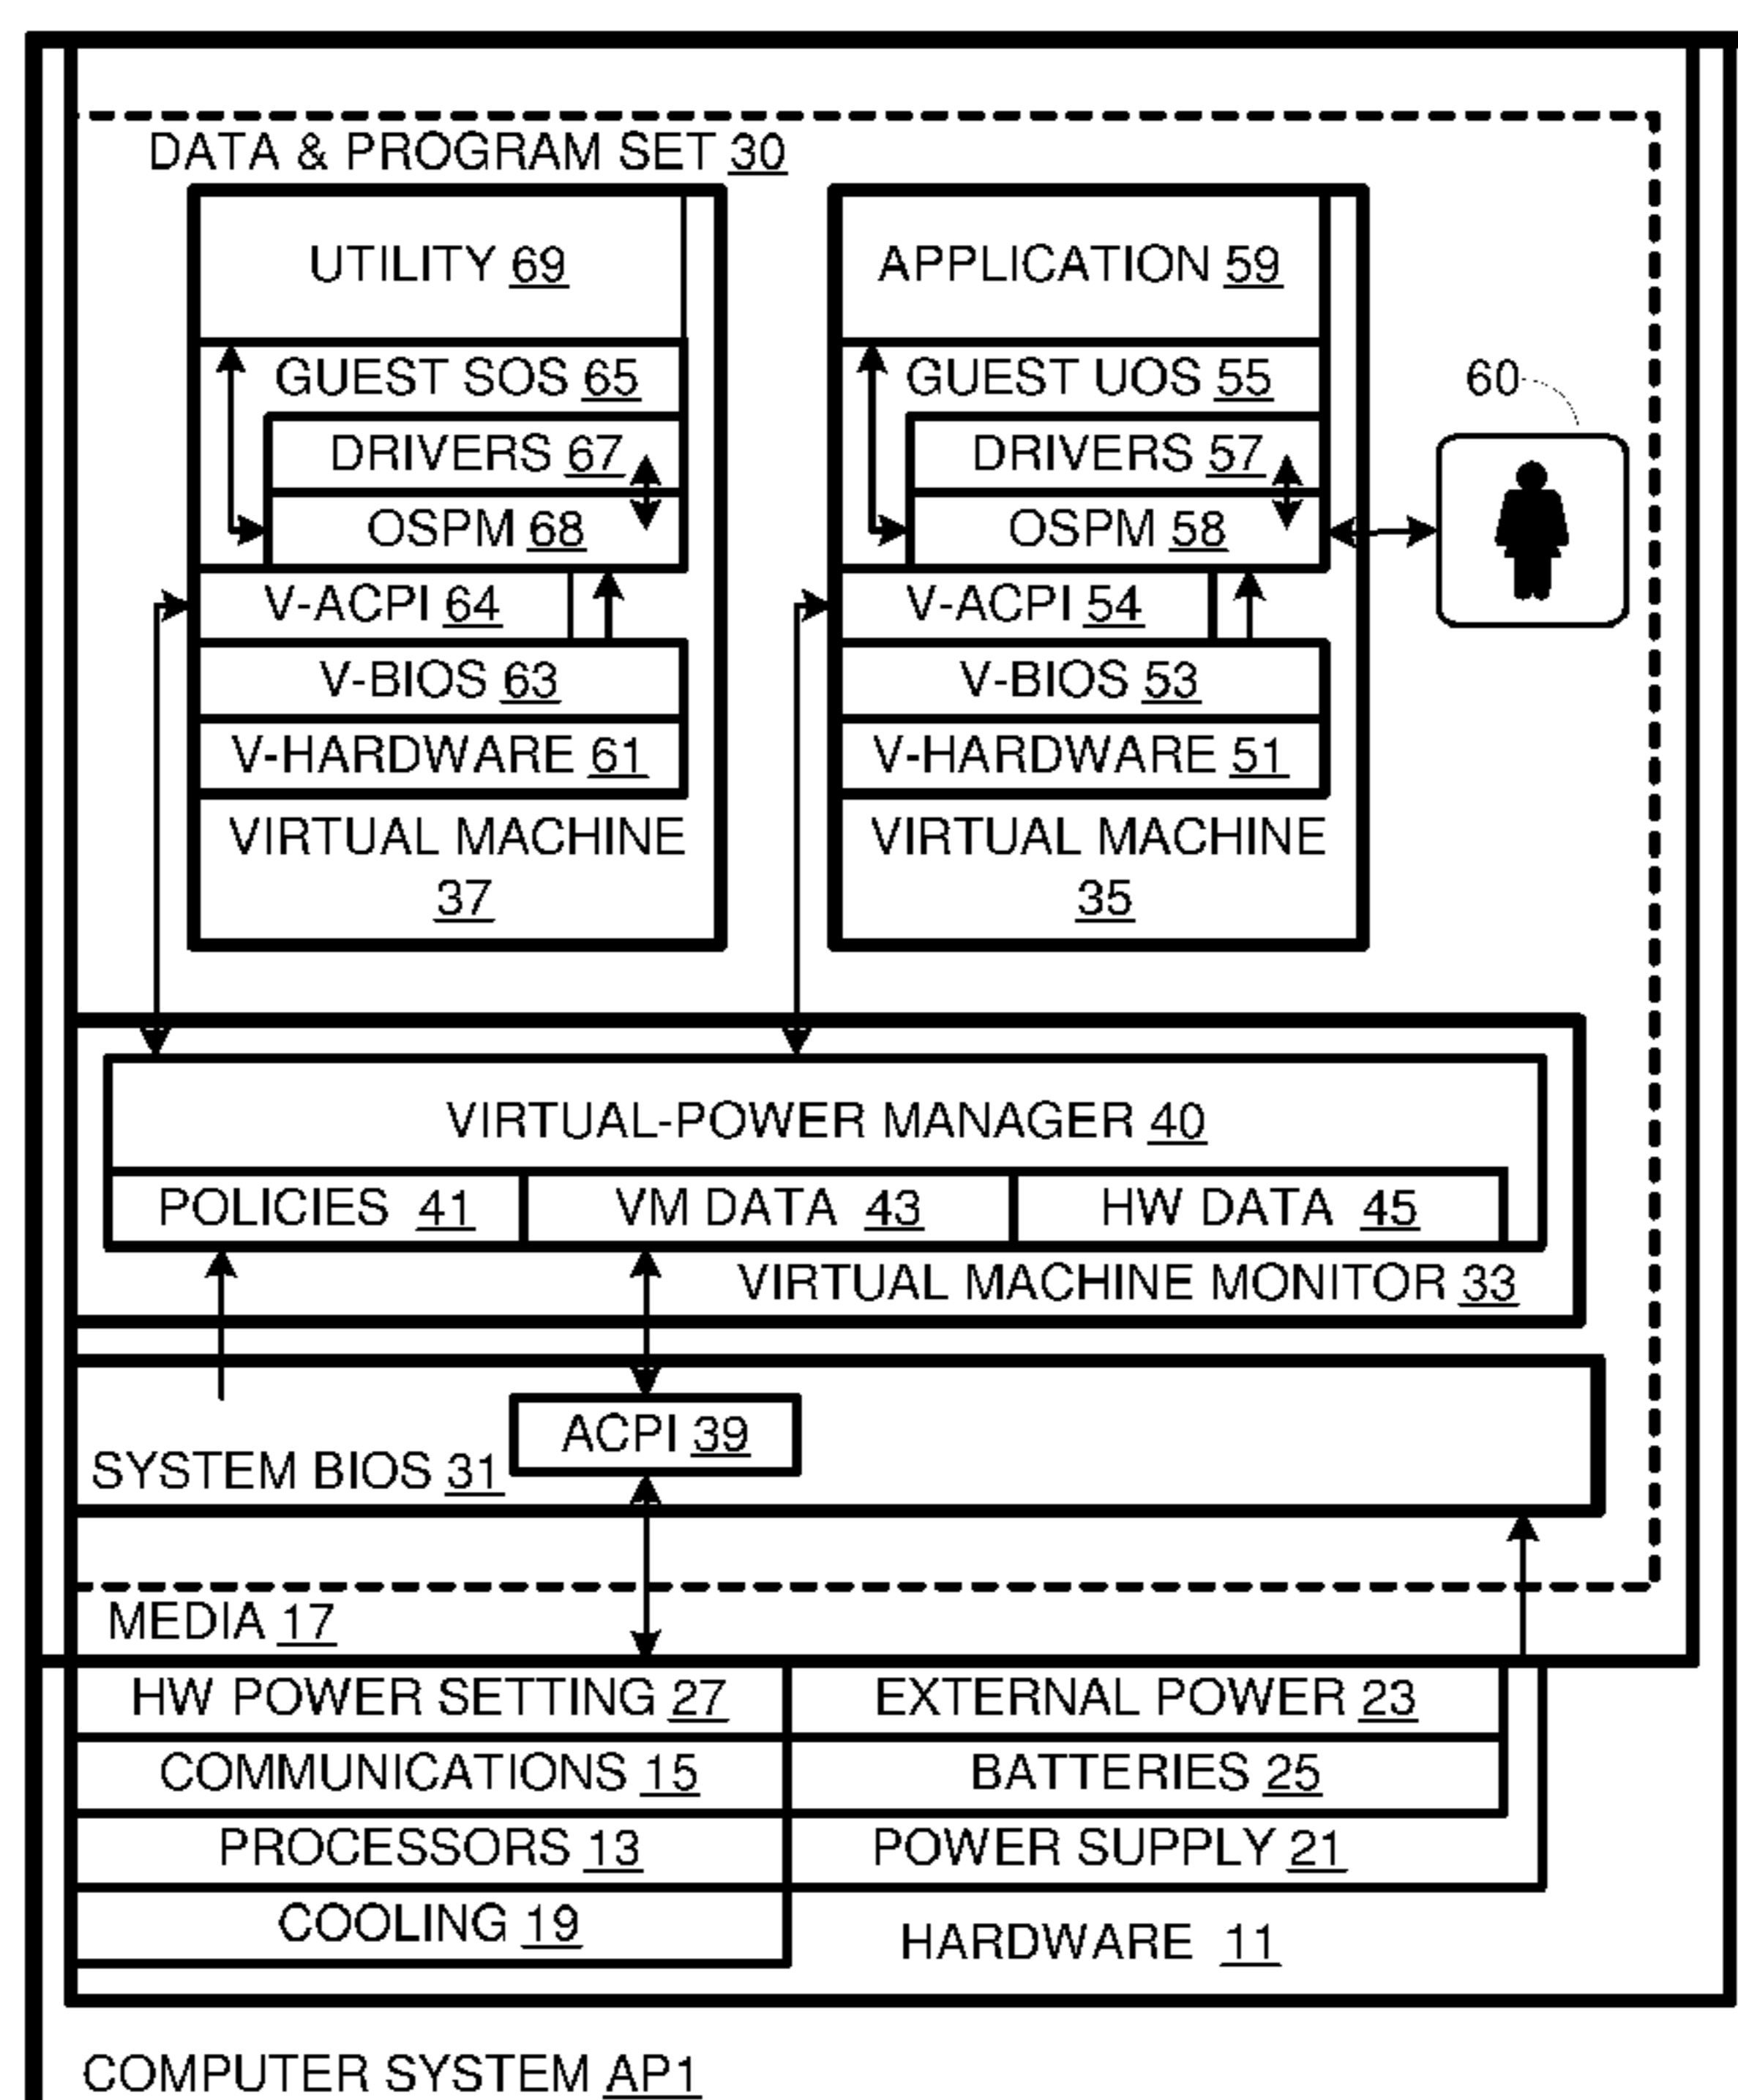 DATA & PROGRAM SET 30
UTILITY 69
GUEST SOS 65
DRIVERS 67
OSPM 68
V-ACPI 64
V-BIOS 63
V-HARDWARE 61
VIRTUAL MACHINE
37
APPLICATION 59
GUEST UOS 55
DRIVERS 57
OSPM 58
V-ACPI 54
V-BIOS 53
V-HARDWARE 51
VIRTUAL MACHINE
35
60
VIRTUAL-POWER MANAGER 40
POLICIES 41
VM DATA 43
HW DATA 45
VIRTUAL MACHINE MONITOR 33
ACPI 39
SYSTEM BIOS 31
MEDIA 17
HW POWER SETTING 27
EXTERNAL POWER 23
COMMUNICATIONS 15
BATTERIES 25
PROCESSORS 13
POWER SUPPLY 21
COOLING 19
HARDWARE 11
COMPUTER SYSTEM AP1